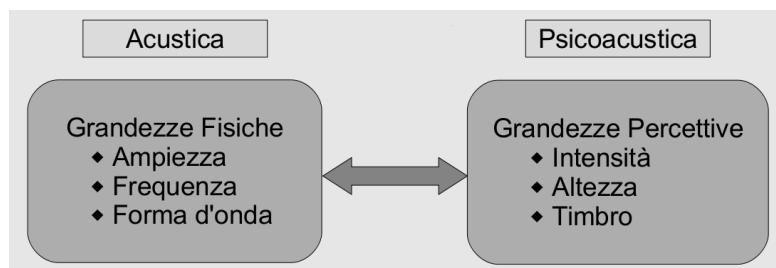 Acustica
Psicoacustica
Grandezze Fisiche
◆ Ampiezza
◆ Frequenza
◆ Forma d'onda
Grandezze Percettive
◆ Intensità
◆ Altezza
◆ Timbro